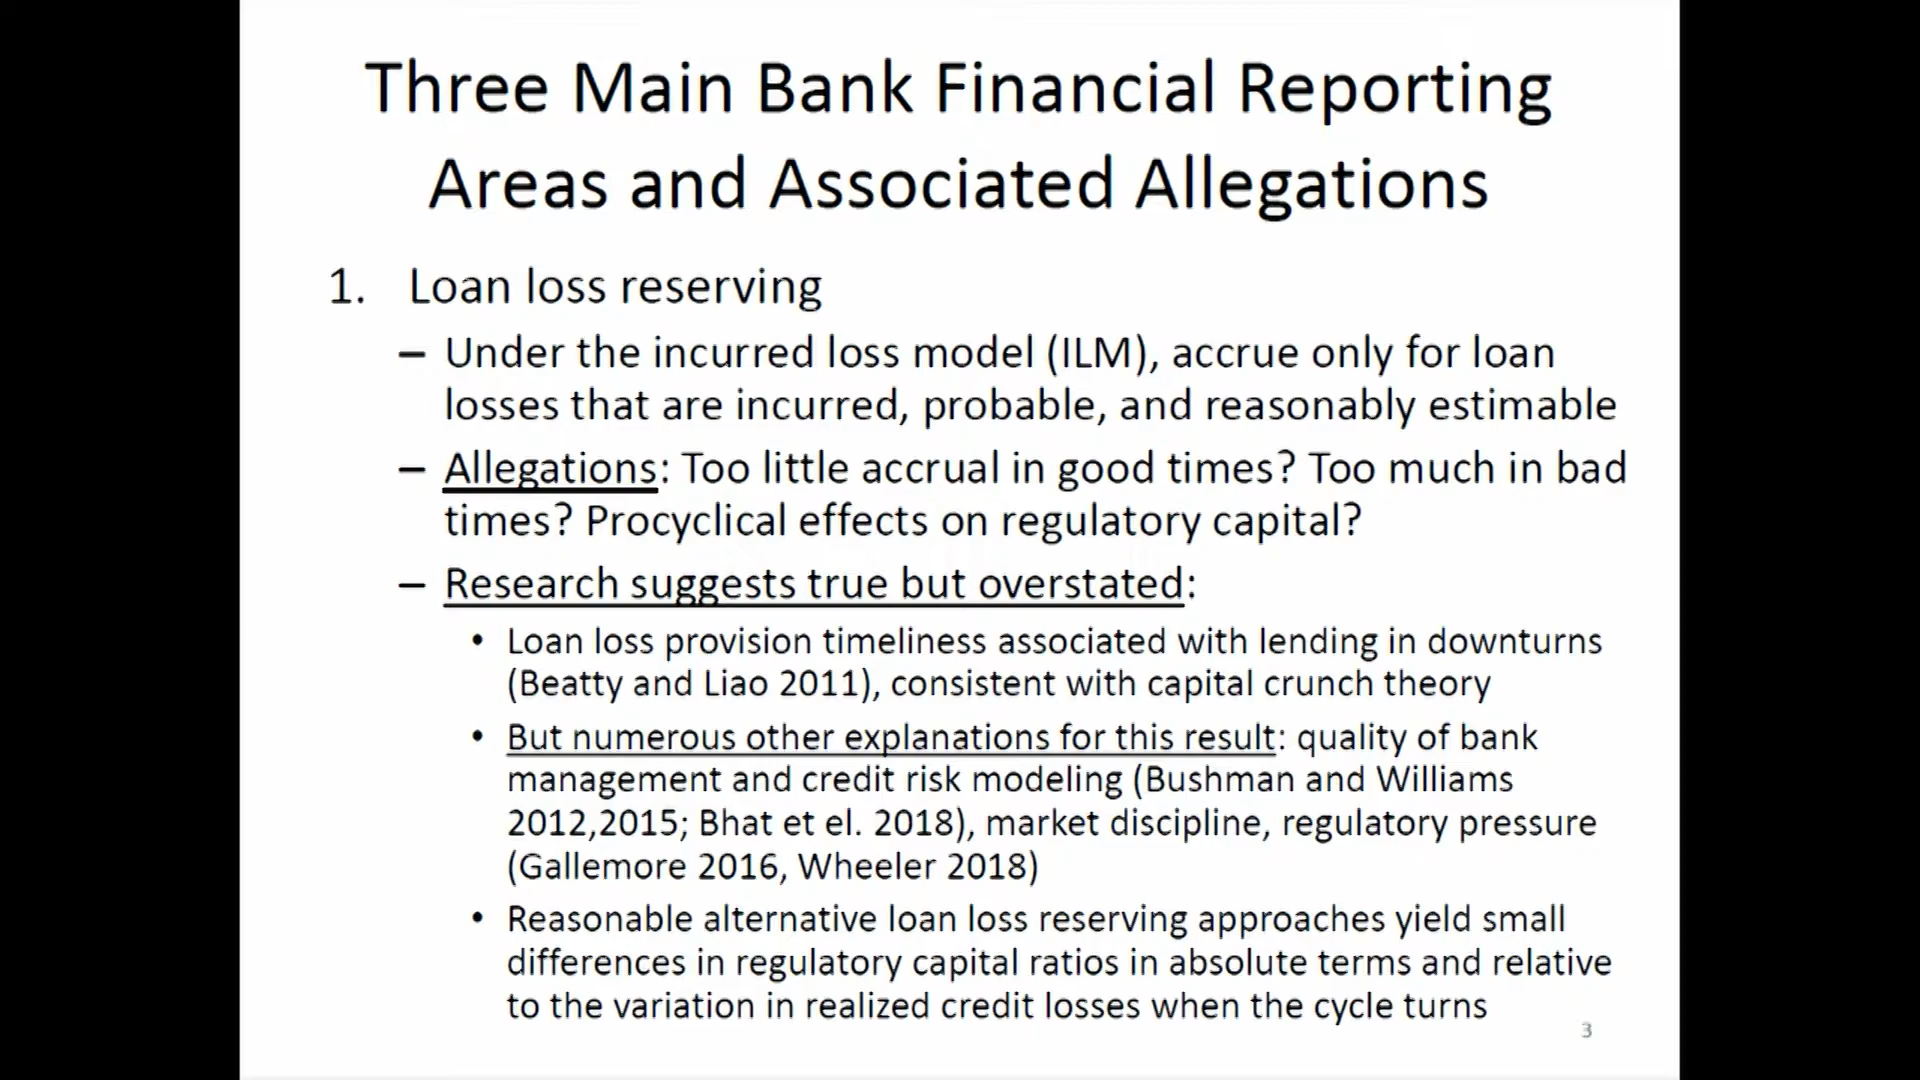 Three Main Bank Financial Reporting
Areas and Associated Allegations
1. Loan loss reserving
– Under the incurred loss model (ILM), accrue only for loan
losses that are incurred, probable, and reasonably estimable
– Allegations: Too little accrual in good times? Too much in bad
times? Procyclical effects on regulatory capital?
– Research suggests true but overstated:
• Loan loss provision timeliness associated with lending in downturns
(Beatty and Liao 2011), consistent with capital crunch theory
• But numerous other explanations for this result: quality of bank
management and credit risk modeling (Bushman and Williams
2012,2015; Bhat et el. 2018), market discipline, regulatory pressure
(Gallemore 2016, Wheeler 2018)
• Reasonable alternative loan loss reserving approaches yield small
differences in regulatory capital ratios in absolute terms and relative
to the variation in realized credit losses when the cycle turns
3